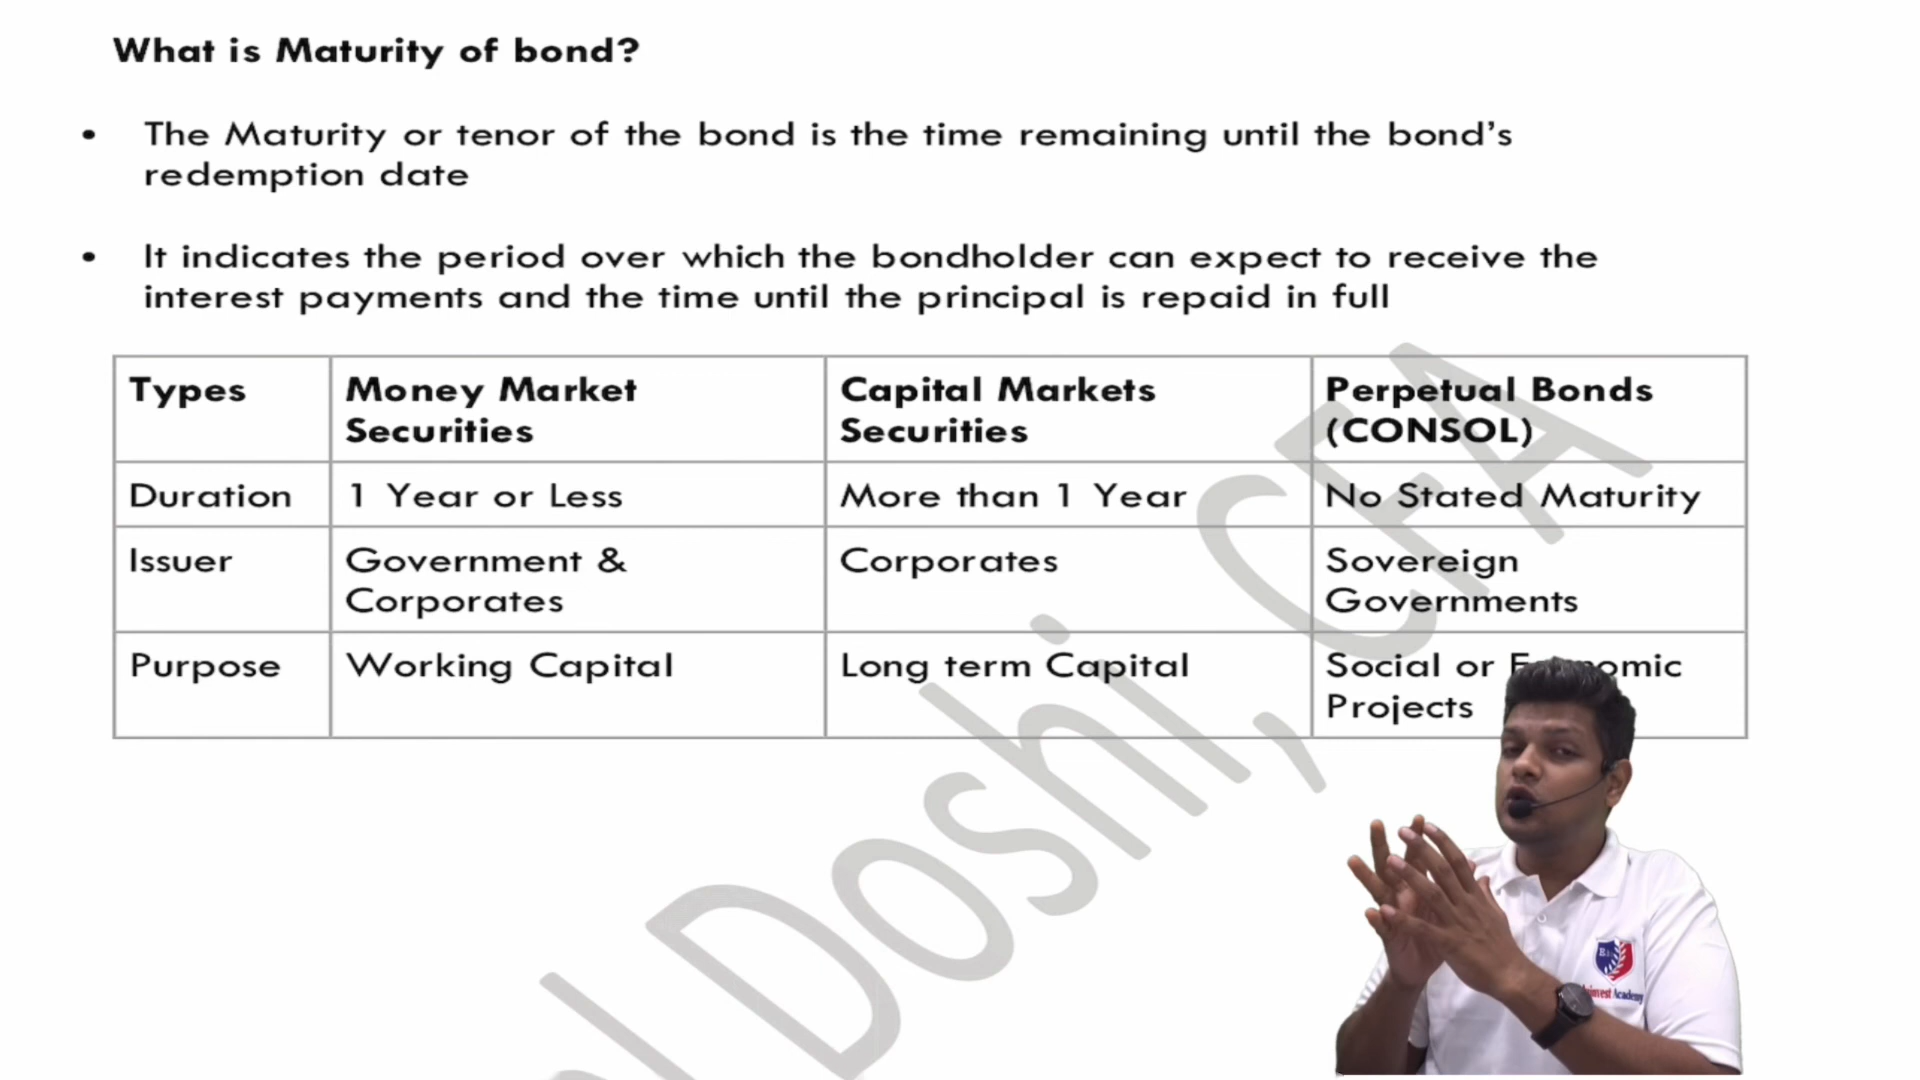 What is Maturity of bond?
• The Maturity or tenor of the bond is the time remaining until the bond’s
redemption date
• It indicates the period over which the bondholder can expect to receive the
interest payments and the time until the principal is repaid in full
Types
Money Market
Securities
Capital Markets
Securities
Perpetual Bonds
(CONSOL)
Duration
1 Year or Less
More than 1 Year
No Stated Maturity
Issuer
Government &
Corporates
Corporates
Sovereign
Governments
Purpose
Working Capital
Long term Capital
Social or
Projects
Doshi, CFA
Academy